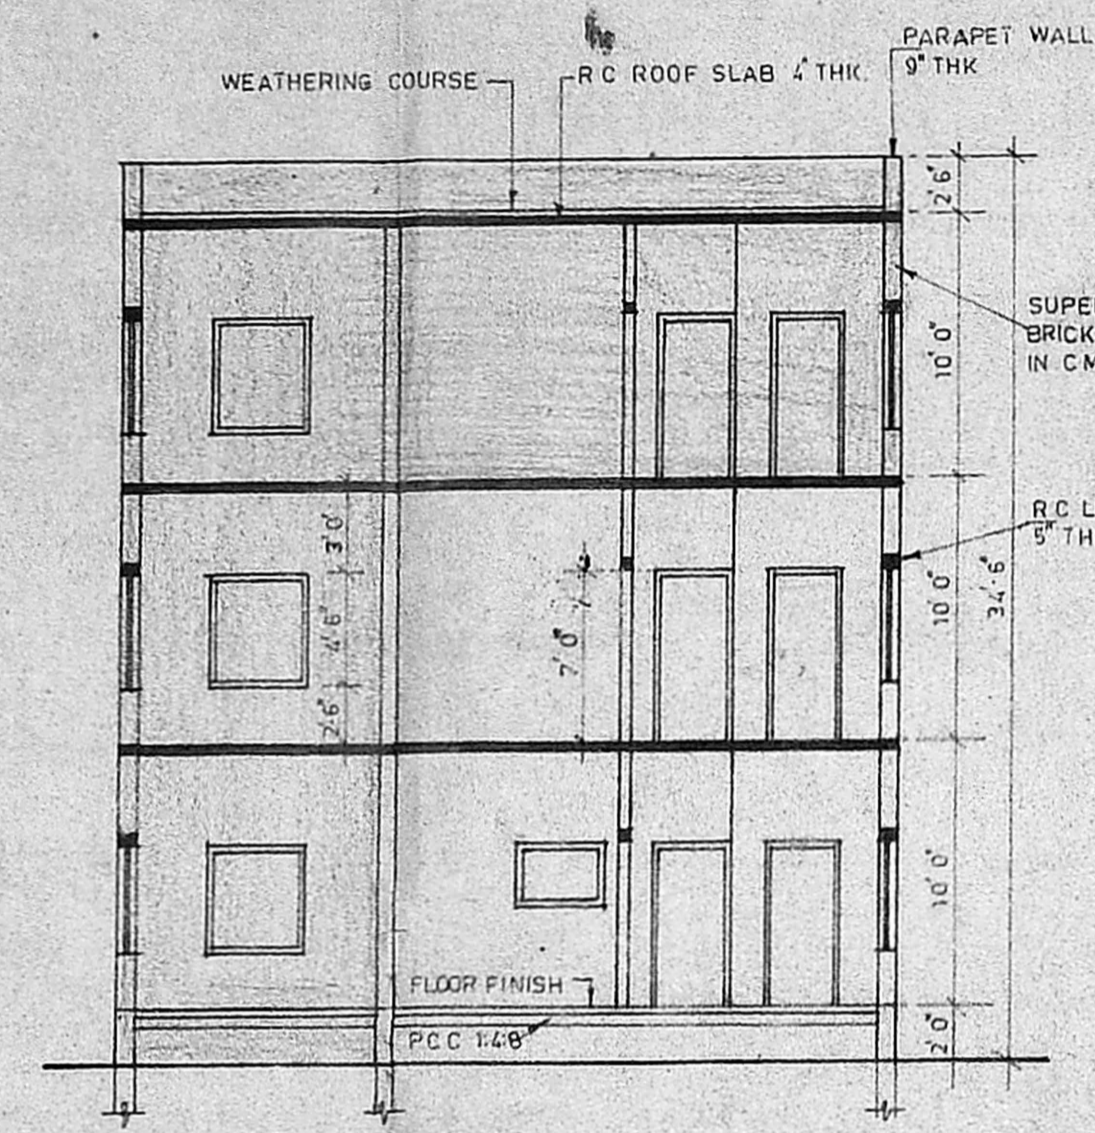 PARAPET WALL
9" THK
WEATHERING COURSE
R C ROOF SLAB 4" THK.
2'6"
SUPE
BRICK
IN C M
10' 0"
R C L
5" TH
3' 0"
4' 6"
2'6"
7' 0"
10' 0"
34'6"
10' 0"
FLOOR FINISH
P C C 1:4:8
2' 0"